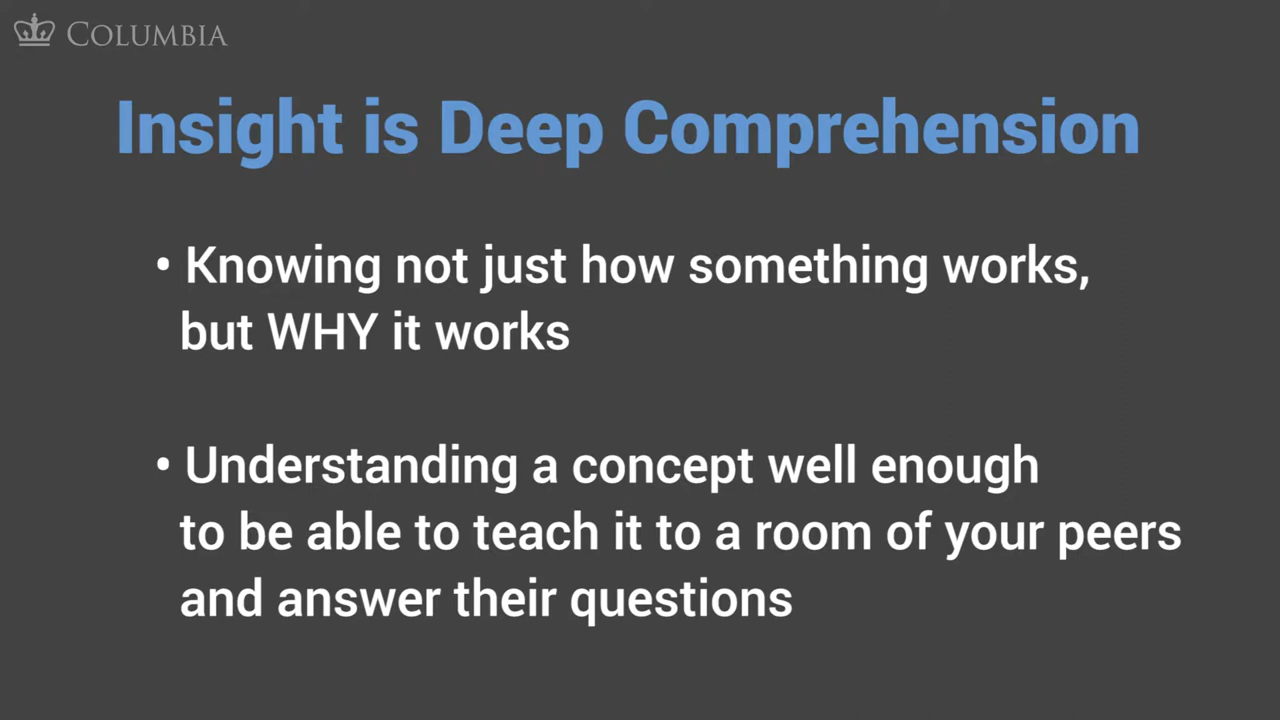 COLUMBIA
Insight is Deep Comprehension
• Knowing not just how something works,
but WHY it works
• Understanding a concept well enough
to be able to teach it to a room of your peers
and answer their questions